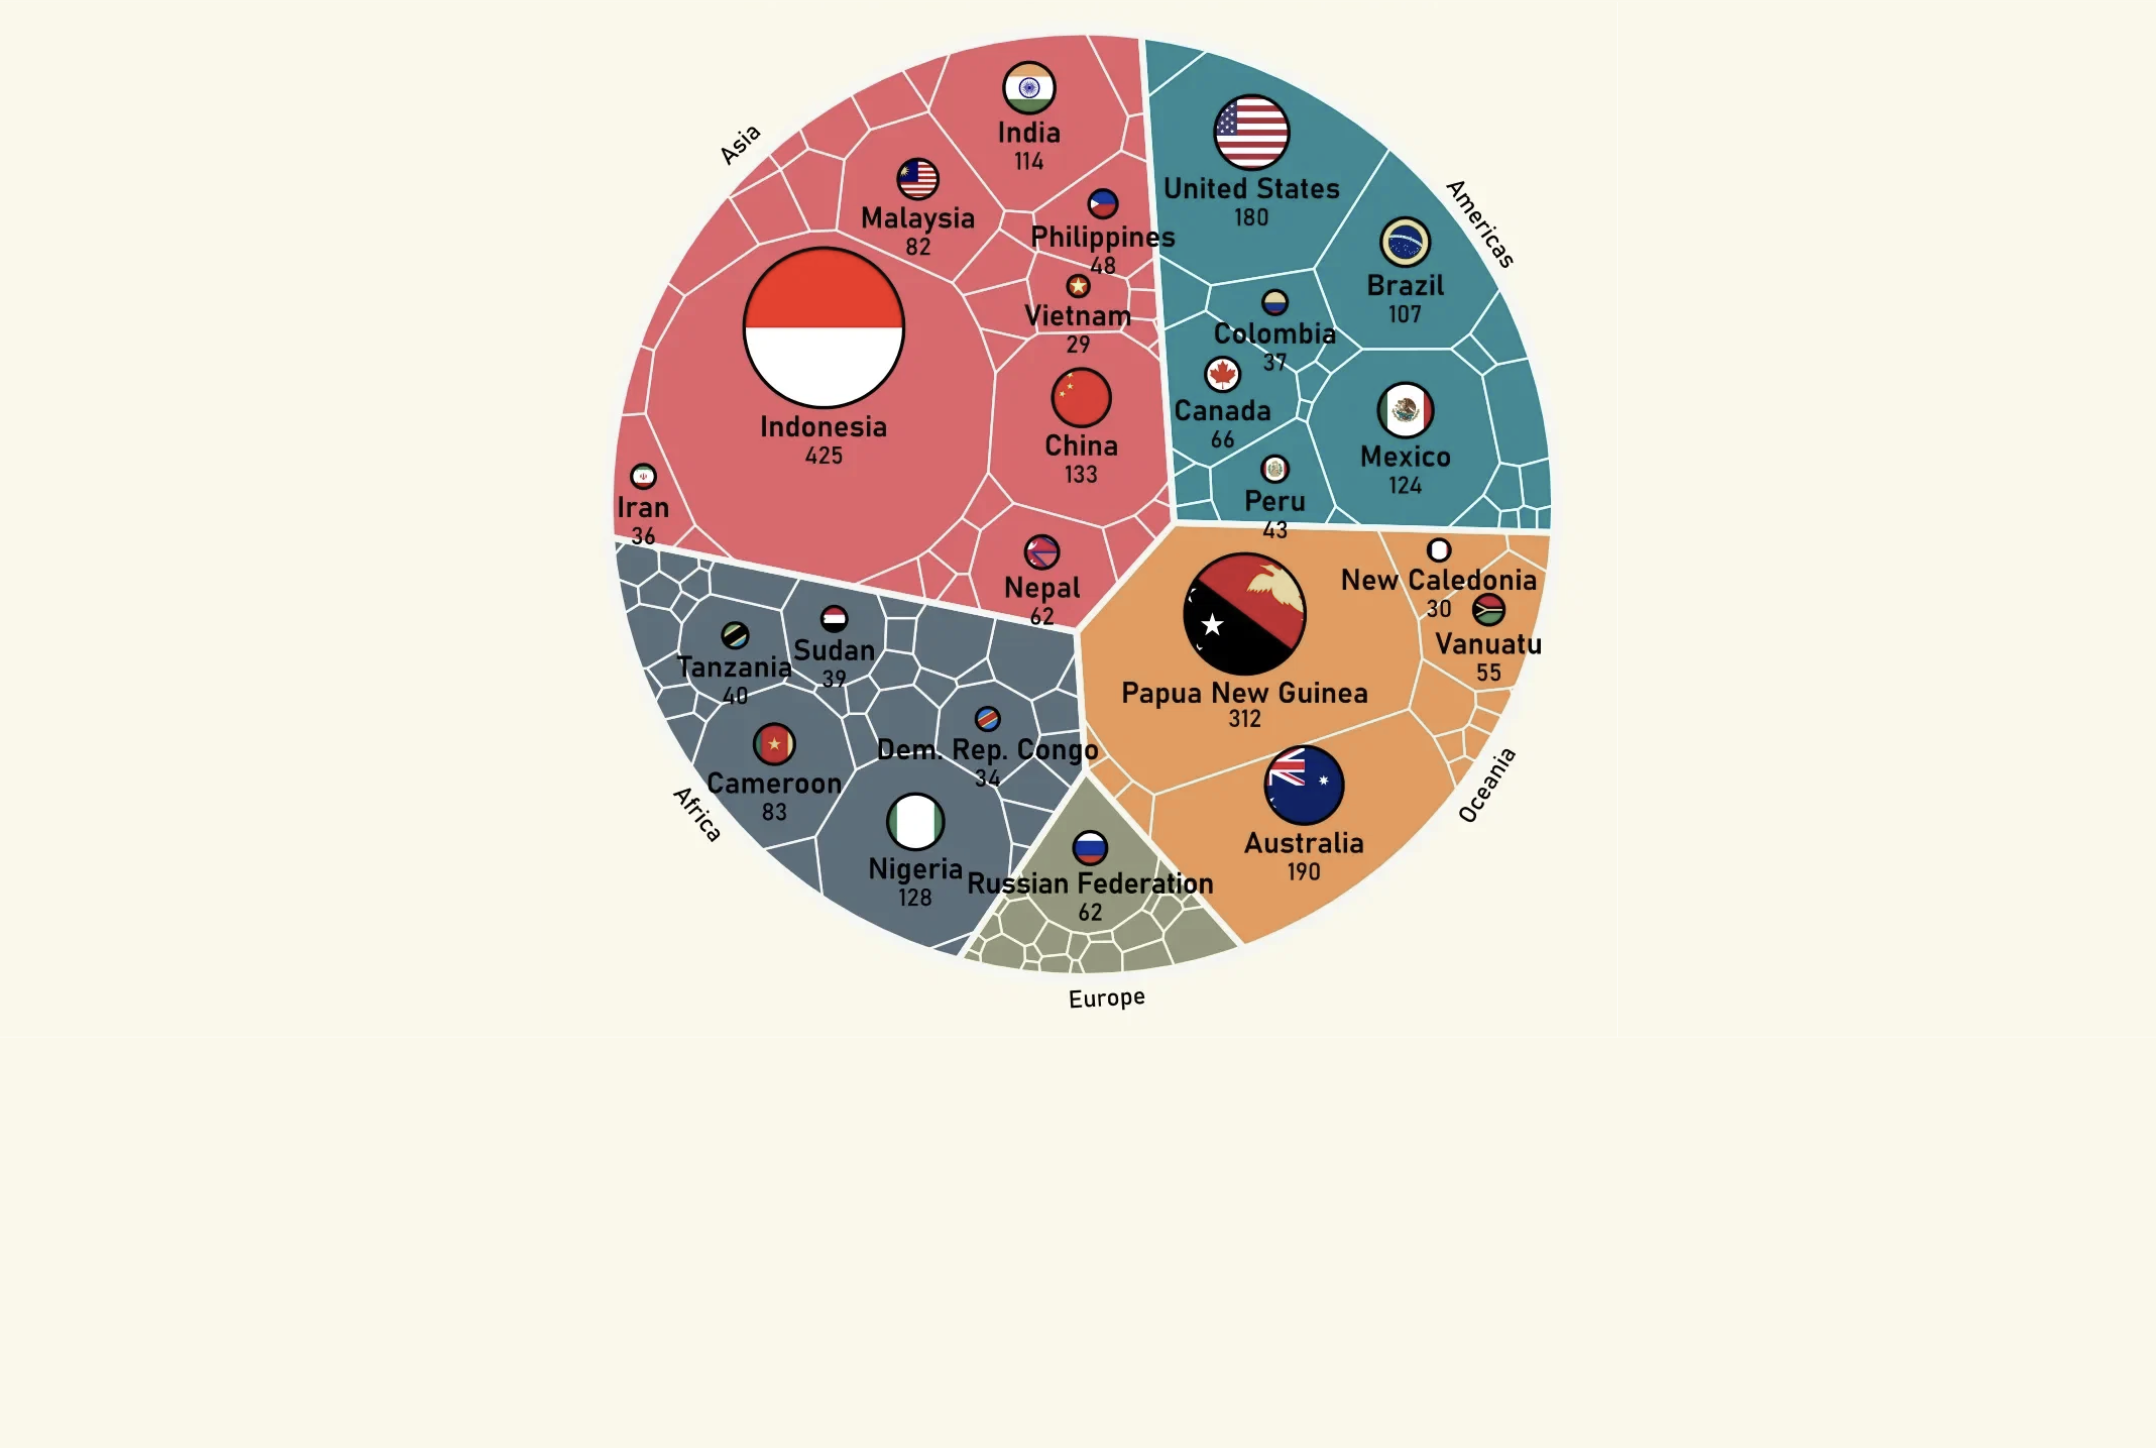 Asia
India
114
Malaysia
82
Philippines
48
Vietnam
29
Indonesia
425
China
133
Iran
36
Nepal
62
Americas
United States
180
Brazil
107
Colombia
37
Canada
66
Mexico
124
Peru
43
Oceania
New Caledonia
30
Vanuatu
55
Papua New Guinea
312
Australia
190
Africa
Tanzania
40
Sudan
39
Dem. Rep. Congo
34
Cameroon
83
Nigeria
128
Europe
Russian Federation
62